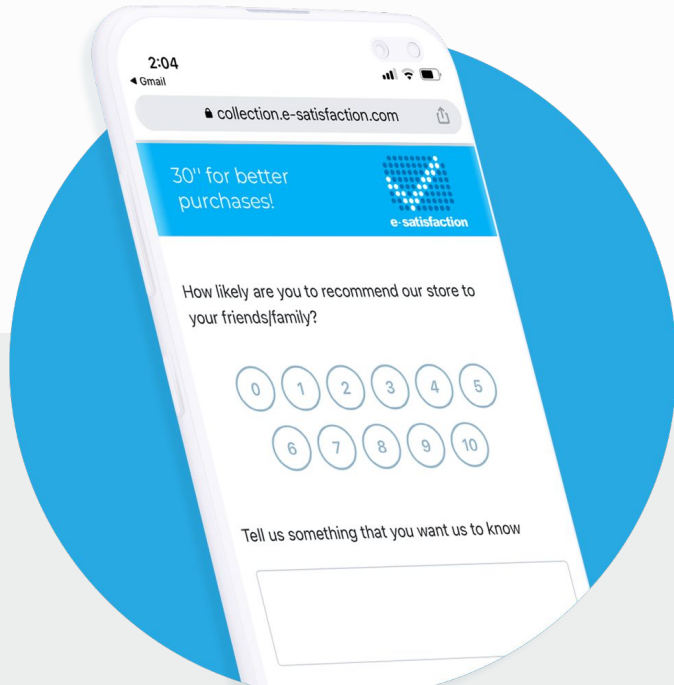 2:04
◀ Gmail
collection.e-satisfaction.com
30'' for better
purchases!
e-satisfaction
How likely are you to recommend our store to
your friends/family?
0 1 2 3 4 5
6 7 8 9 10
Tell us something that you want us to know